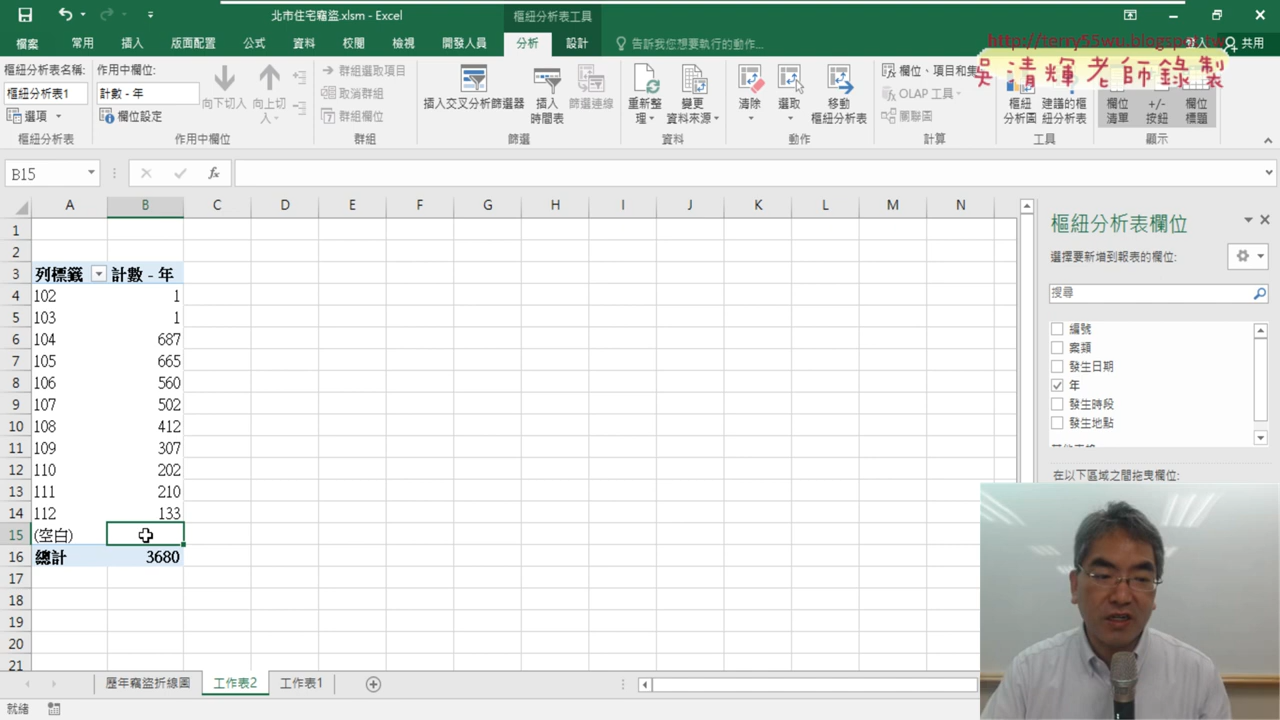 北市住宅竊盜.xlsm - Excel
樞紐分析表工具
http://terry55wu.blogspot.tw
吳清輝老師錄製
檔案 常用 插入 版面配置 公式 資料 校閱 檢視 開發人員 分析 設計 告訴我您想要執行的動作... 共用
樞紐分析表名稱: 作用中欄位:
樞紐分析表1 計數 - 年
選項 欄位設定
向下切入 向上切入
群組選取項目
取消群組
群組欄位
插入交叉分析篩選器 插入時間表 篩選連線
重新整理 變更資料來源
清除 選取 移動樞紐分析表
欄位、項目和集
OLAP 工具
關聯圖
樞紐分析圖 建議的樞紐分析表
欄位清單 +/- 按鈕 欄位標題
樞紐分析表 作用中欄位 群組 篩選 資料 動作 計算 工具 顯示
B15 fx
A B C D E F G H I J K L M N
1
2
3 列標籤 計數 - 年
4 102 1
5 103 1
6 104 687
7 105 665
8 106 560
9 107 502
10 108 412
11 109 307
12 110 202
13 111 210
14 112 133
15 (空白)
16 總計 3680
17
18
19
20
21
樞紐分析表欄位
選擇要新增到報表的欄位:
搜尋
編號
案類
發生日期
年
發生時段
發生地點
在以下區域之間拖曳欄位:
歷年竊盜折線圖 工作表2 工作表1
就緒